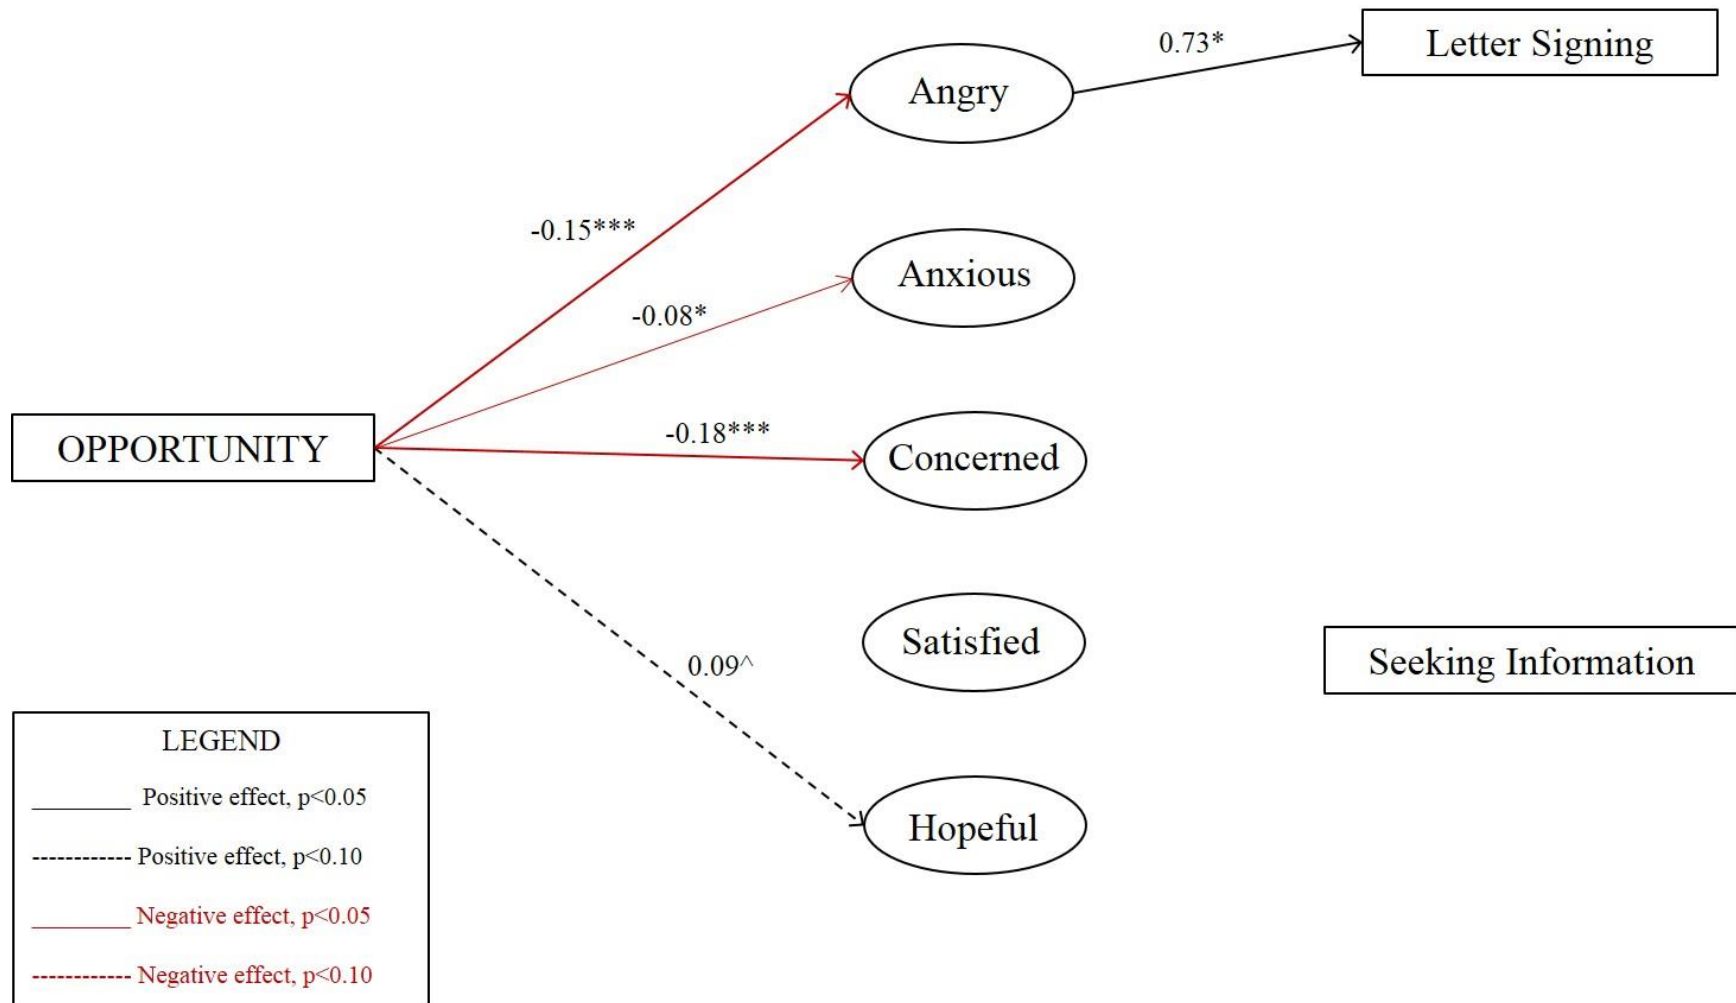 0.73*
Letter Signing
Angry
-0.15***
Anxious
-0.08*
-0.18***
OPPORTUNITY
Concerned
Satisfied
0.09^
Seeking Information
Hopeful
LEGEND
Positive effect, p<0.05
Positive effect, p<0.10
Negative effect, p<0.05
Negative effect, p<0.10